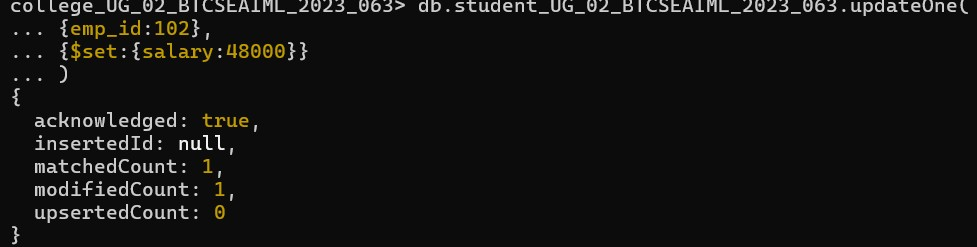 college_UG_02_BTCSEAIML_2023_063> db.student_UG_02_BTCSEAIML_2023_063.updateOne(
... {emp_id:102},
... {$set:{salary:48000}}
... )
{
  acknowledged: true,
  insertedId: null,
  matchedCount: 1,
  modifiedCount: 1,
  upsertedCount: 0
}